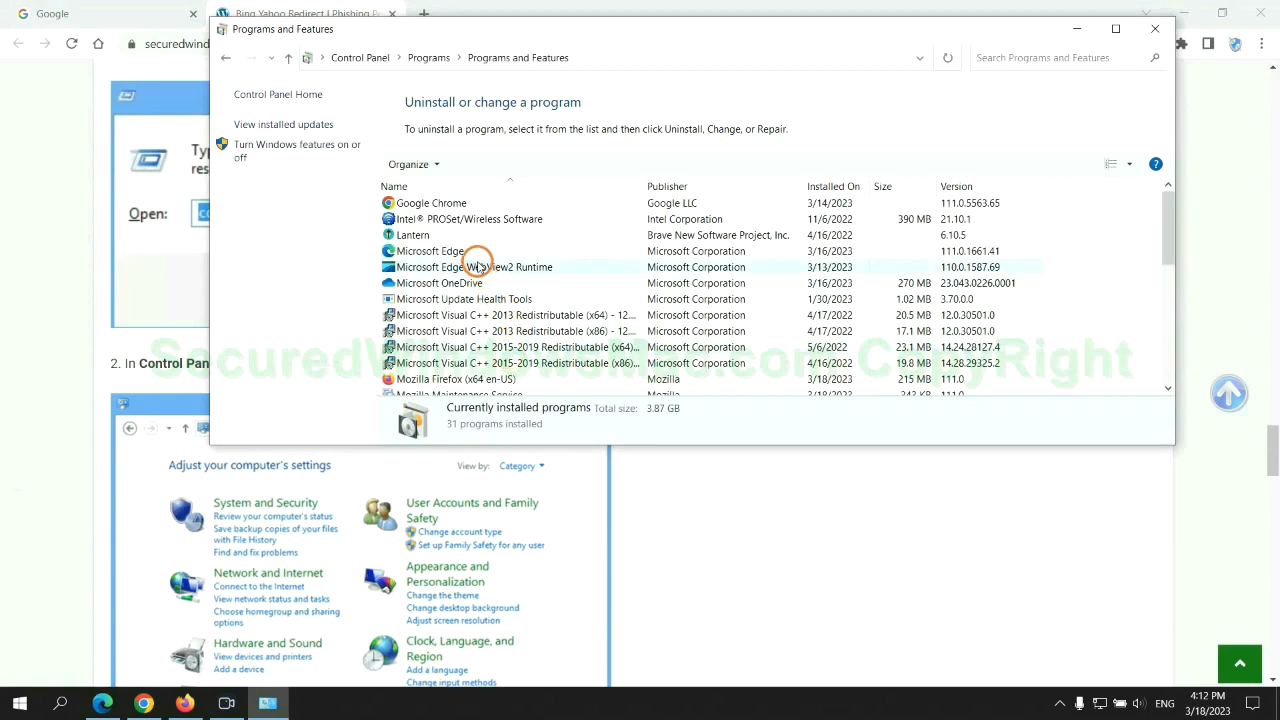 Google
Bing Yahoo Redirect | Phishing Pr
Programs and Features
securedwin
Control Panel
Programs
Programs and Features
Search Programs and Features
Control Panel Home
View installed updates
Turn Windows features on or
off
Uninstall or change a program
To uninstall a program, select it from the list and then click Uninstall, Change, or Repair.
Organize
Name Publisher Installed On Size Version
Google Chrome Google LLC 3/14/2023 111.0.5563.65
Intel® PROSet/Wireless Software Intel Corporation 11/6/2022 390 MB 21.10.1
Lantern Brave New Software Project, Inc. 4/16/2022 6.10.5
Microsoft Edge Microsoft Corporation 3/16/2023 111.0.1661.41
Microsoft Edge WebView2 Runtime Microsoft Corporation 3/13/2023 110.0.1587.69
Microsoft OneDrive Microsoft Corporation 3/16/2023 270 MB 23.043.0226.0001
Microsoft Update Health Tools Microsoft Corporation 1/30/2023 1.02 MB 3.70.0.0
Microsoft Visual C++ 2013 Redistributable (x64) - 12.... Microsoft Corporation 4/17/2022 20.5 MB 12.0.30501.0
Microsoft Visual C++ 2013 Redistributable (x86) - 12.... Microsoft Corporation 4/17/2022 17.1 MB 12.0.30501.0
Microsoft Visual C++ 2015-2019 Redistributable (x64)... Microsoft Corporation 5/6/2022 23.1 MB 14.24.28127.4
Microsoft Visual C++ 2015-2019 Redistributable (x86)... Microsoft Corporation 4/16/2022 19.8 MB 14.28.29325.2
Mozilla Firefox (x64 en-US) Mozilla 3/18/2023 215 MB 111.0
Mozilla Maintenance Service Mozilla 3/18/2023 343 KB 111.0
Currently installed programs Total size: 3.87 GB
31 programs installed
Typ
res
Open:
2. In Control Pan
Adjust your computer's settings
View by: Category
System and Security
Review your computer's status
Save backup copies of your files
with File History
Find and fix problems
Network and Internet
Connect to the Internet
View network status and tasks
Choose homegroup and sharing
options
Hardware and Sound
View devices and printers
Add a device
User Accounts and Family
Safety
Change account type
Set up Family Safety for any user
Appearance and
Personalization
Change the theme
Change desktop background
Adjust screen resolution
Clock, Language, and
Region
Add a language
Change input methods
ENG
4:12 PM
3/18/2023